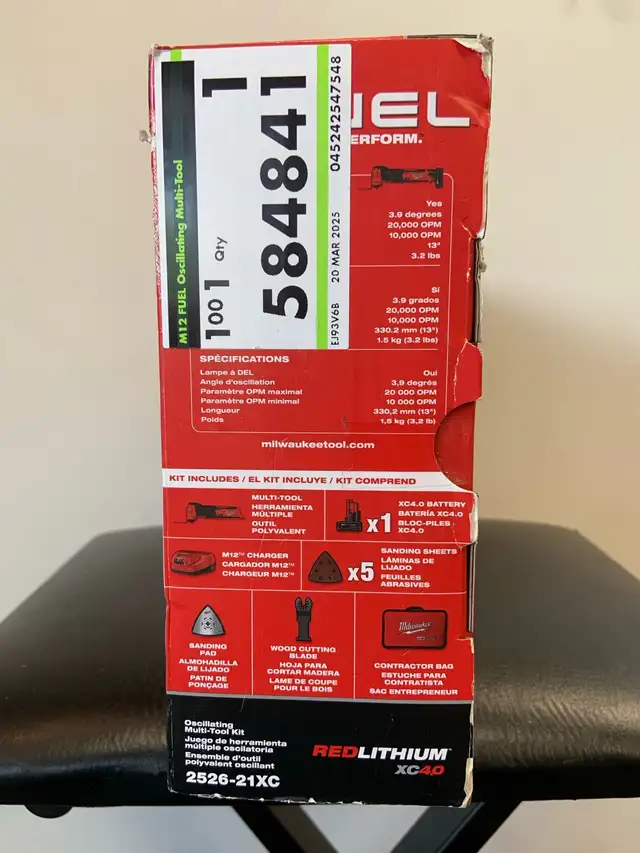 M12 FUEL Oscillating Multi-Tool
1001 Qty 1
584841
EJ93V6B 20 MAR 2025 045242547548
ERFORM.
Yes
3.9 degrees
20,000 OPM
10,000 OPM
13"
3.2 lbs
Sí
3.9 grados
20,000 OPM
10,000 OPM
330.2 mm (13")
1.5 kg (3.2 lbs)
SPÉCIFICATIONS
Lampe à DEL Oui
Angle d'oscillation 3,9 degrés
Paramètre OPM maximal 20 000 OPM
Paramètre OPM minimal 10 000 OPM
Longueur 330,2 mm (13")
Poids 1,5 kg (3,2 lb)
milwaukeetool.com
KIT INCLUDES / EL KIT INCLUYE / KIT COMPREND
MULTI-TOOL
HERRAMIENTA
MÚLTIPLE
OUTIL
POLYVALENT
x1
XC4.0 BATTERY
BATERÍA XC4.0
BLOC-PILES
XC4.0
M12™ CHARGER
CARGADOR M12™
CHARGEUR M12™
x5
SANDING SHEETS
LÁMINAS DE
LIJADO
FEUILLES
ABRASIVES
SANDING
PAD
ALMOHADILLA
DE LIJADO
PATIN DE
PONÇAGE
WOOD CUTTING
BLADE
HOJA PARA
CORTAR MADERA
LAME DE COUPE
POUR LE BOIS
Milwaukee
CONTRACTOR BAG
ESTUCHE PARA
CONTRATISTA
SAC ENTREPRENEUR
Oscillating
Multi-Tool Kit
Juego de herramienta
múltiple oscilatoria
Ensemble d'outil
polyvalent oscillant
2526-21XC
REDLITHIUM™
XC4.0